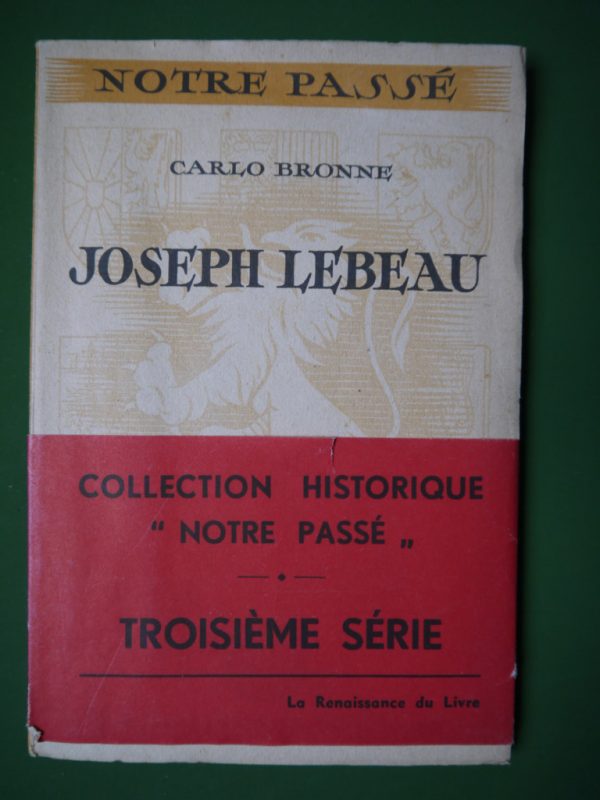 NOTRE PASSÉ
CARLO BRONNE
JOSEPH LEBEAU
COLLECTION HISTORIQUE
“ NOTRE PASSÉ „
TROISIÈME SÉRIE
La Renaissance du Livre